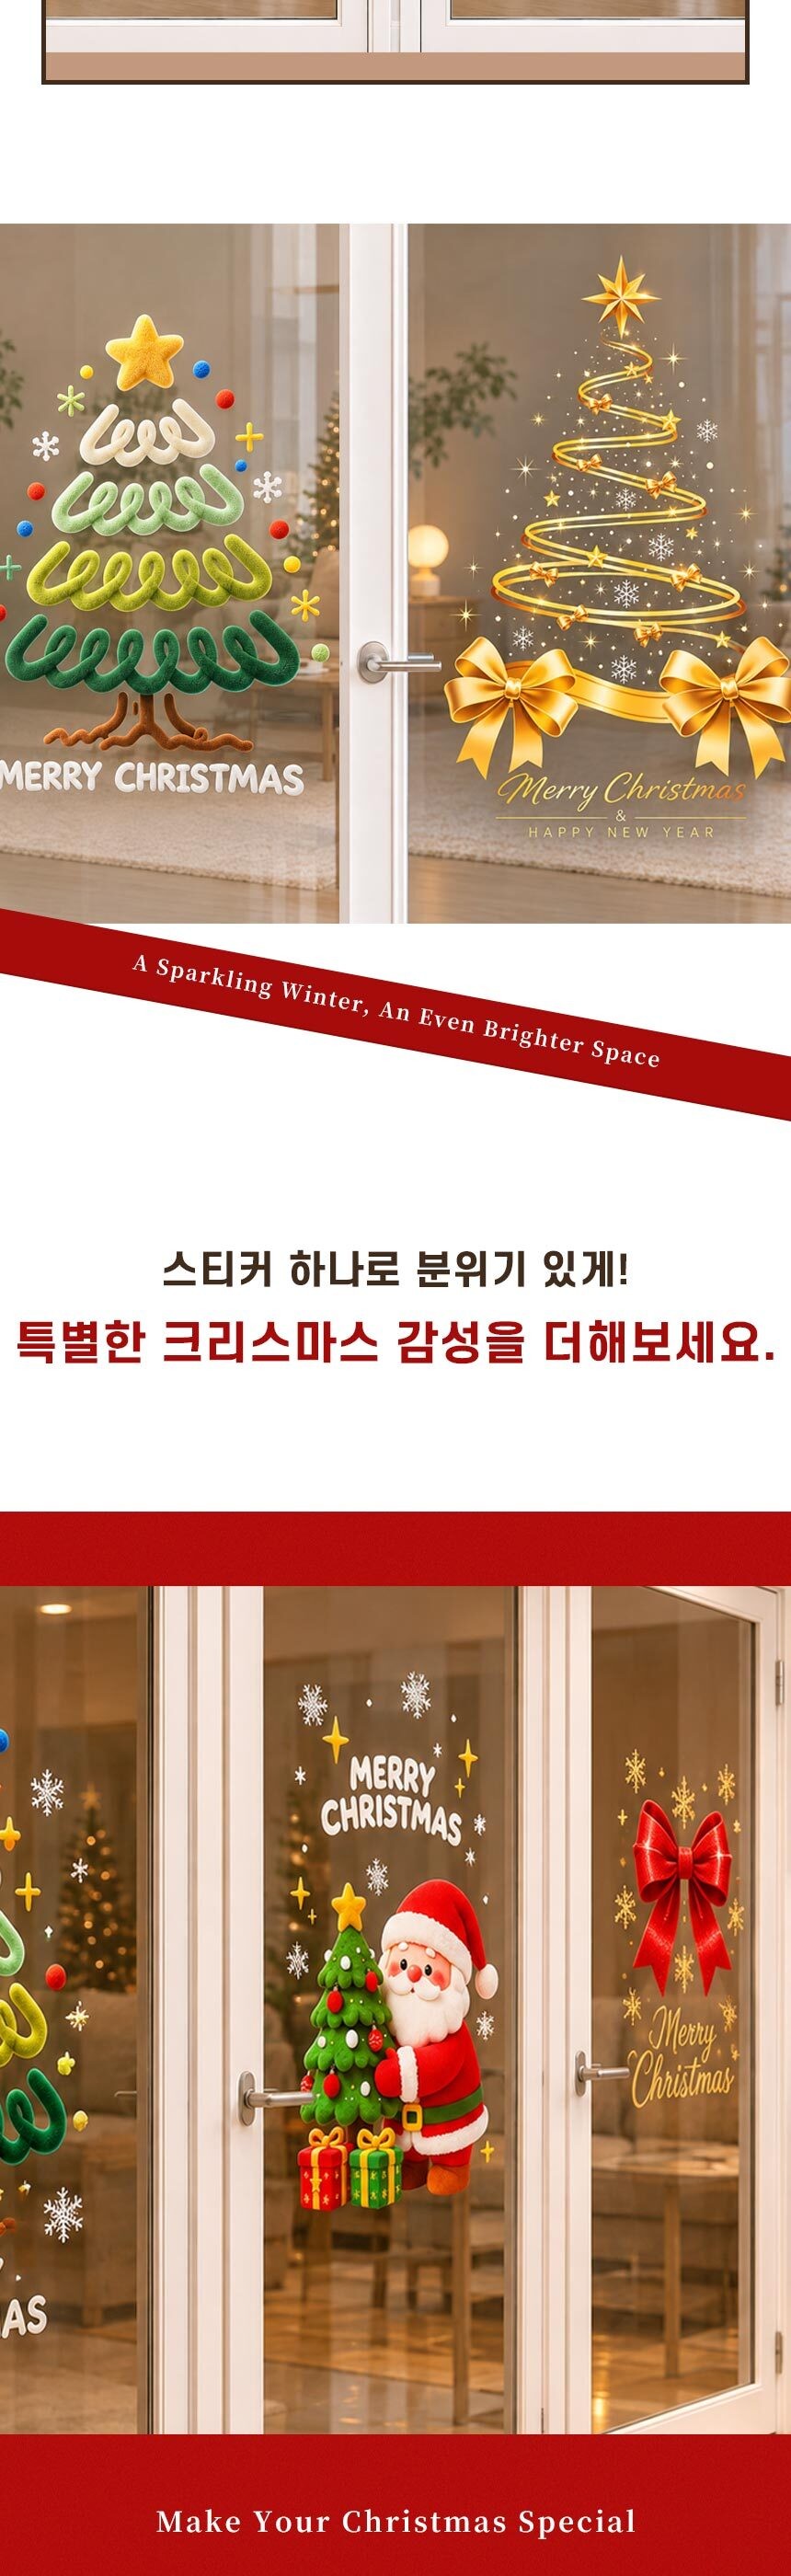 MERRY CHRISTMAS
Merry Christmas
&
HAPPY NEW YEAR
A Sparkling Winter, An Even Brighter Space
스티커 하나로 분위기 있게!
특별한 크리스마스 감성을 더해보세요.
MERRY
CHRISTMAS
Merry
Christmas
AS
Make Your Christmas Special